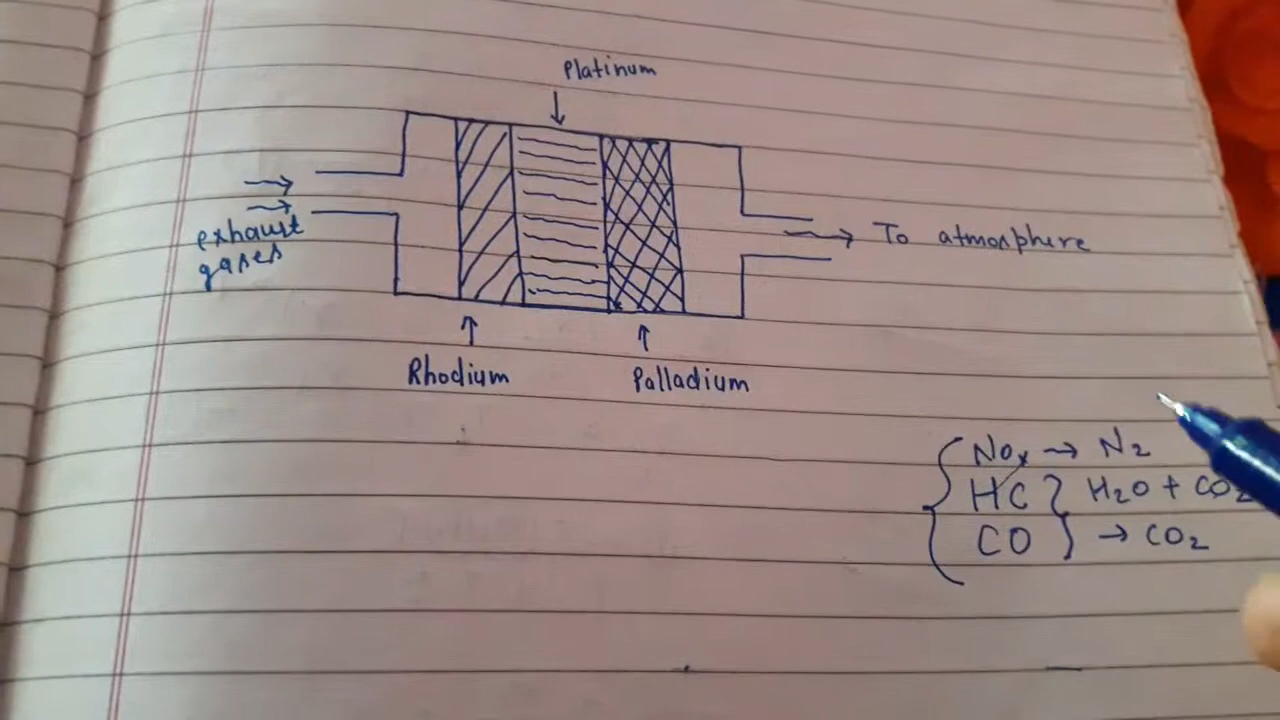 Platinum
exhaust
gases
To atmosphere
Rhodium
Palladium
NOx → N2
HC } H2O + CO2
CO } → CO2